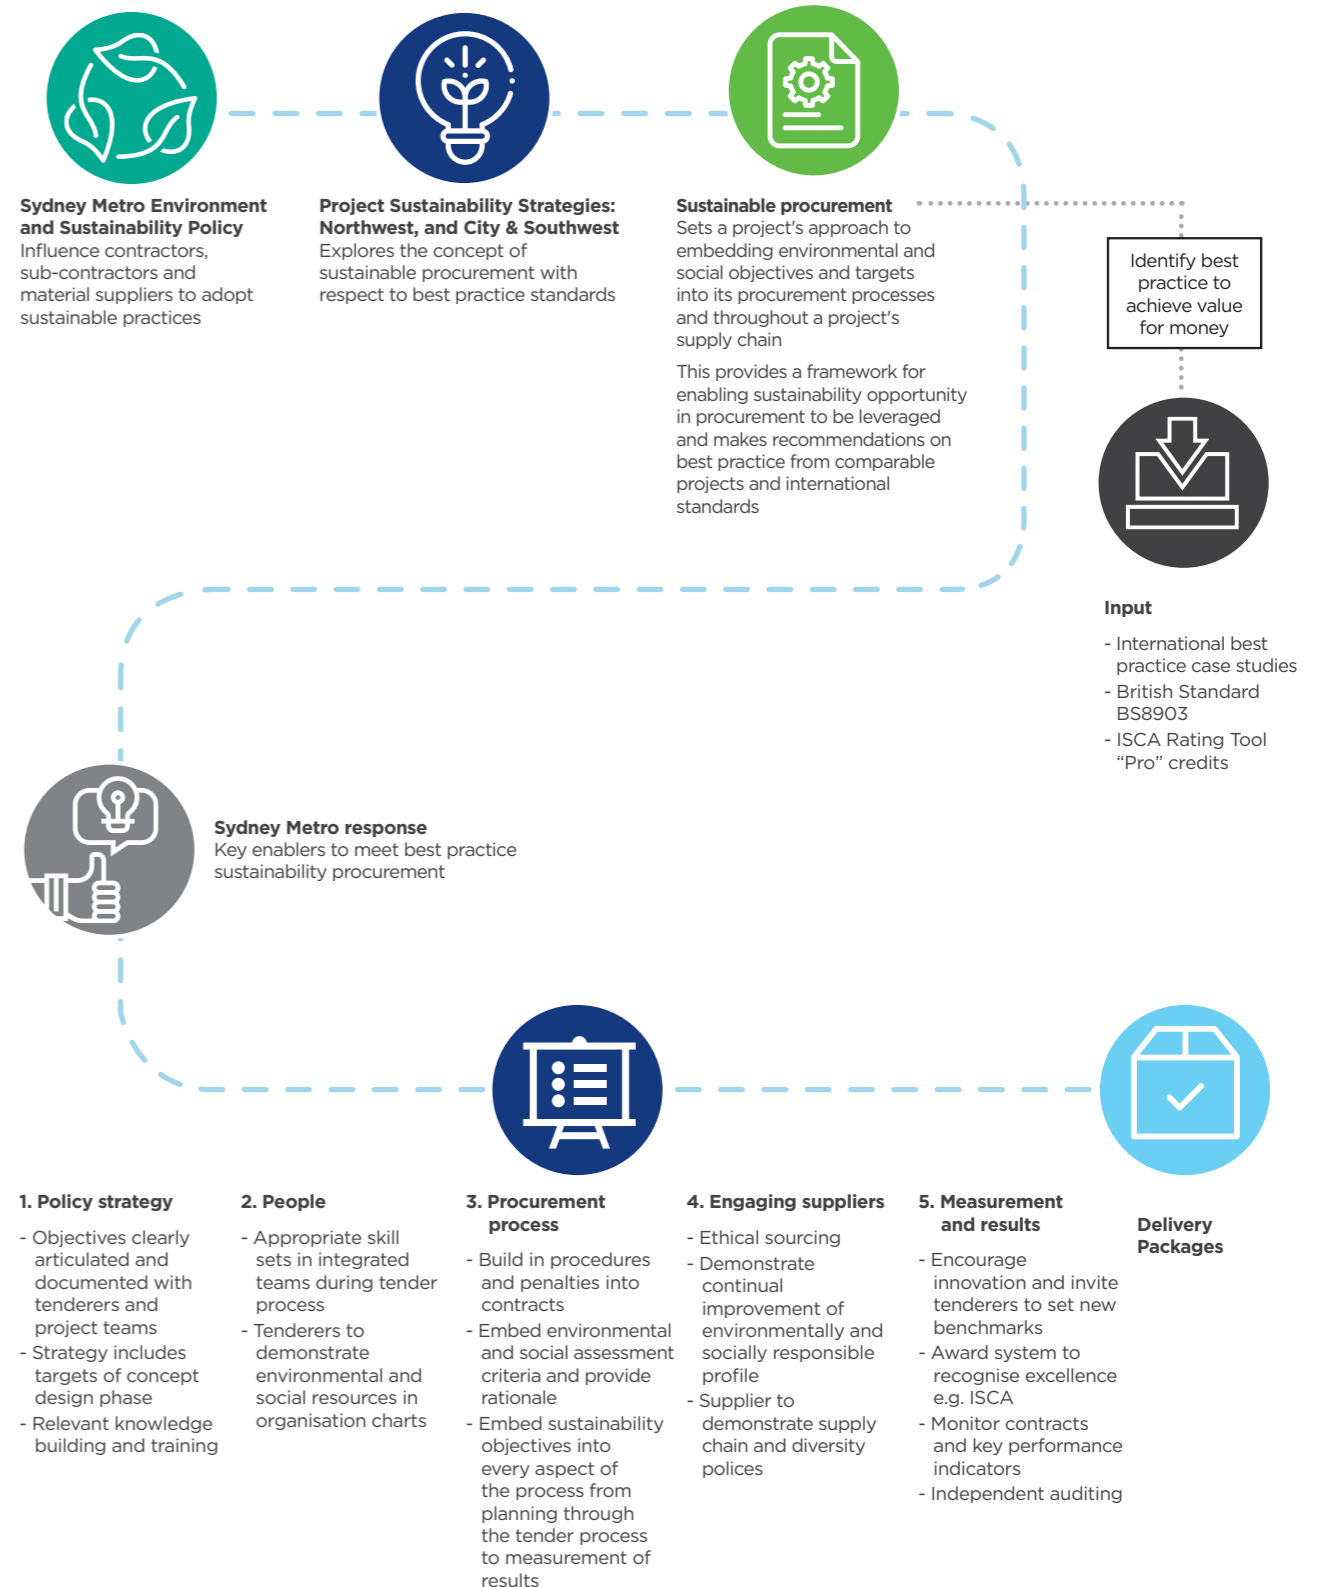 Sydney Metro Environment
and Sustainability Policy
Influence contractors,
sub-contractors and
material suppliers to adopt
sustainable practices
Project Sustainability Strategies:
Northwest, and City & Southwest
Explores the concept of
sustainable procurement with
respect to best practice standards
Sustainable procurement
Sets a project's approach to
embedding environmental and
social objectives and targets
into its procurement processes
and throughout a project's
supply chain
This provides a framework for
enabling sustainability opportunity
in procurement to be leveraged
and makes recommendations on
best practice from comparable
projects and international
standards
Identify best
practice to
achieve value
for money
Input
- International best
practice case studies
- British Standard
BS8903
- ISCA Rating Tool
“Pro” credits
Sydney Metro response
Key enablers to meet best practice
sustainability procurement
1. Policy strategy
- Objectives clearly
articulated and
documented with
tenderers and
project teams
- Strategy includes
targets of concept
design phase
- Relevant knowledge
building and training
2. People
- Appropriate skill
sets in integrated
teams during tender
process
- Tenderers to
demonstrate
environmental and
social resources in
organisation charts
3. Procurement
process
- Build in procedures
and penalties into
contracts
- Embed environmental
and social assessment
criteria and provide
rationale
- Embed sustainability
objectives into
every aspect of
the process from
planning through
the tender process
to measurement of
results
4. Engaging suppliers
- Ethical sourcing
- Demonstrate
continual
improvement of
environmentally and
socially responsible
profile
- Supplier to
demonstrate supply
chain and diversity
polices
5. Measurement
and results
- Encourage
innovation and invite
tenderers to set new
benchmarks
- Award system to
recognise excellence
e.g. ISCA
- Monitor contracts
and key performance
indicators
- Independent auditing
Delivery
Packages